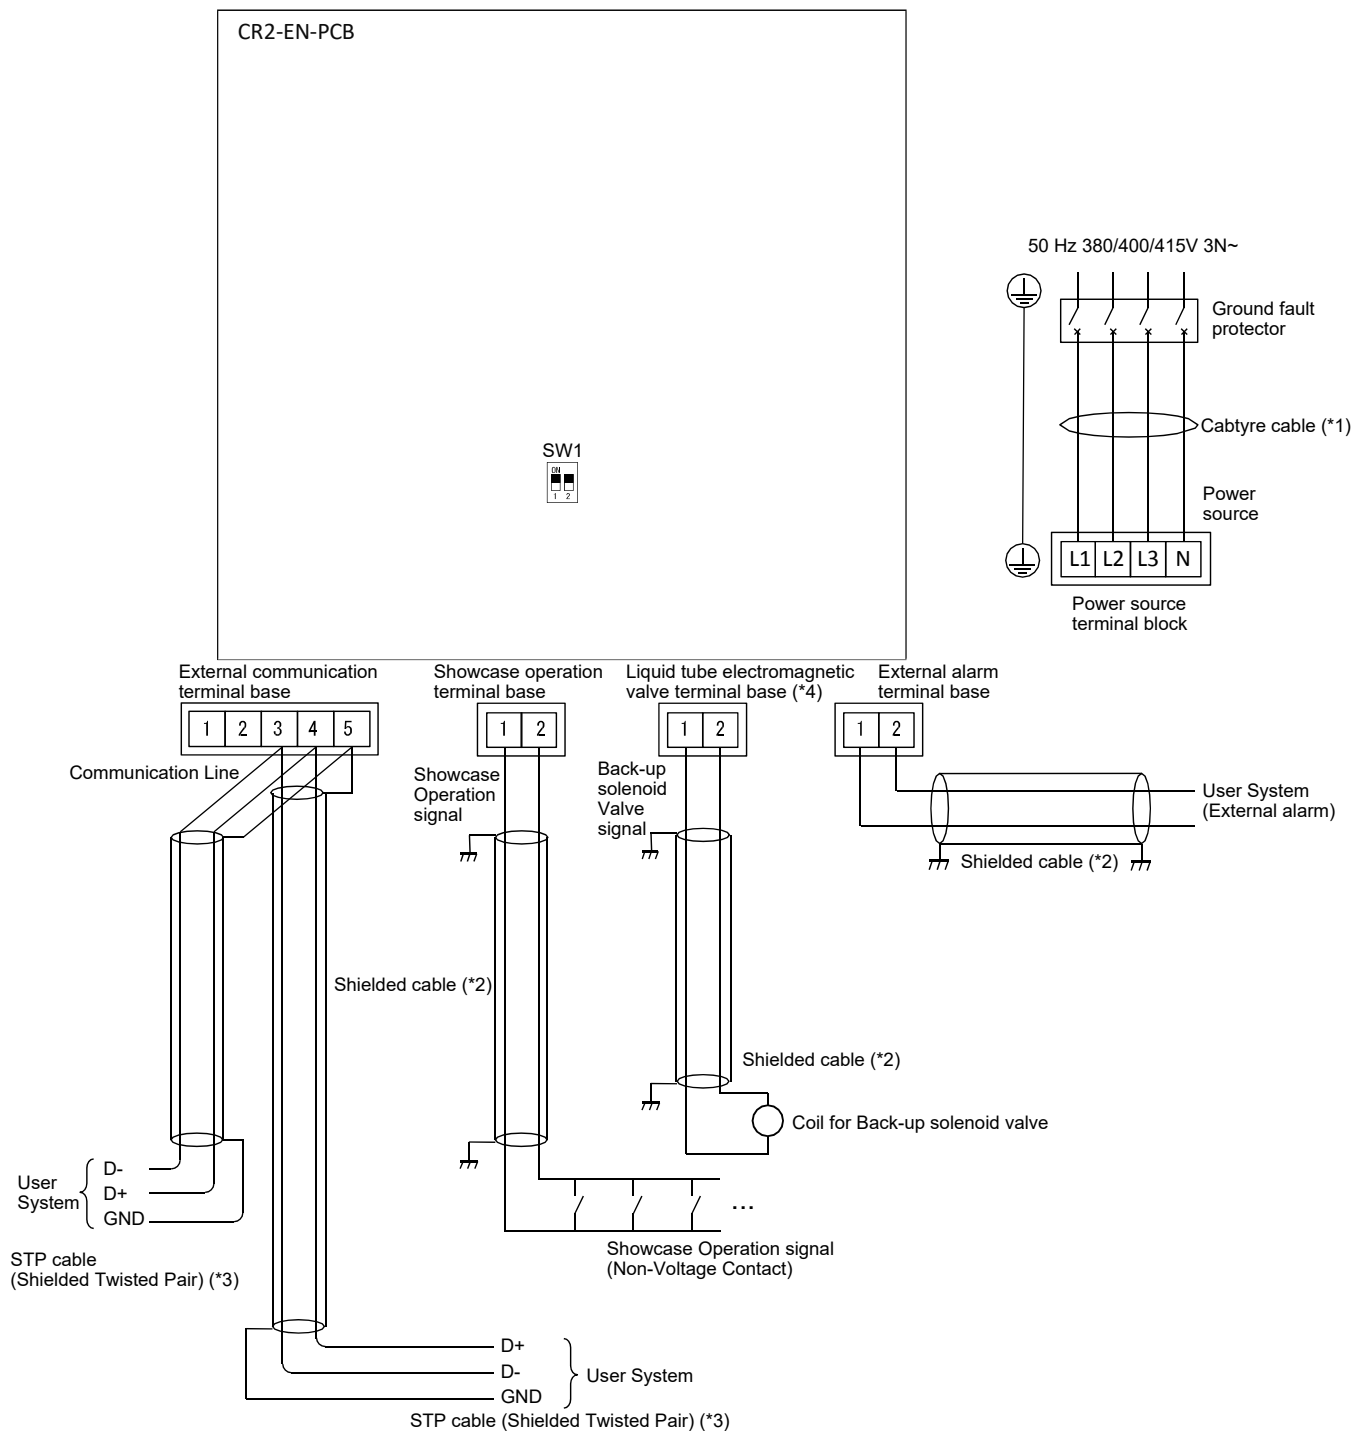 CR2-EN-PCB
50 Hz 380/400/415V 3N~
Ground fault
protector
Cabtyre cable (*1)
SW1
ON
1 2
Power
source
L1 L2 L3 N
Power source
terminal block
External communication
terminal base
Showcase operation
terminal base
Liquid tube electromagnetic
valve terminal base (*4)
External alarm
terminal base
1 2 3 4 5
1 2
1 2
1 2
Communication Line
Showcase
Operation
signal
Back-up
solenoid
Valve
signal
User System
(External alarm)
Shielded cable (*2)
Shielded cable (*2)
Shielded cable (*2)
Coil for Back-up solenoid valve
User
System
D-
D+
GND
...
STP cable
(Shielded Twisted Pair) (*3)
Showcase Operation signal
(Non-Voltage Contact)
D+
D-
GND
User System
STP cable (Shielded Twisted Pair) (*3)